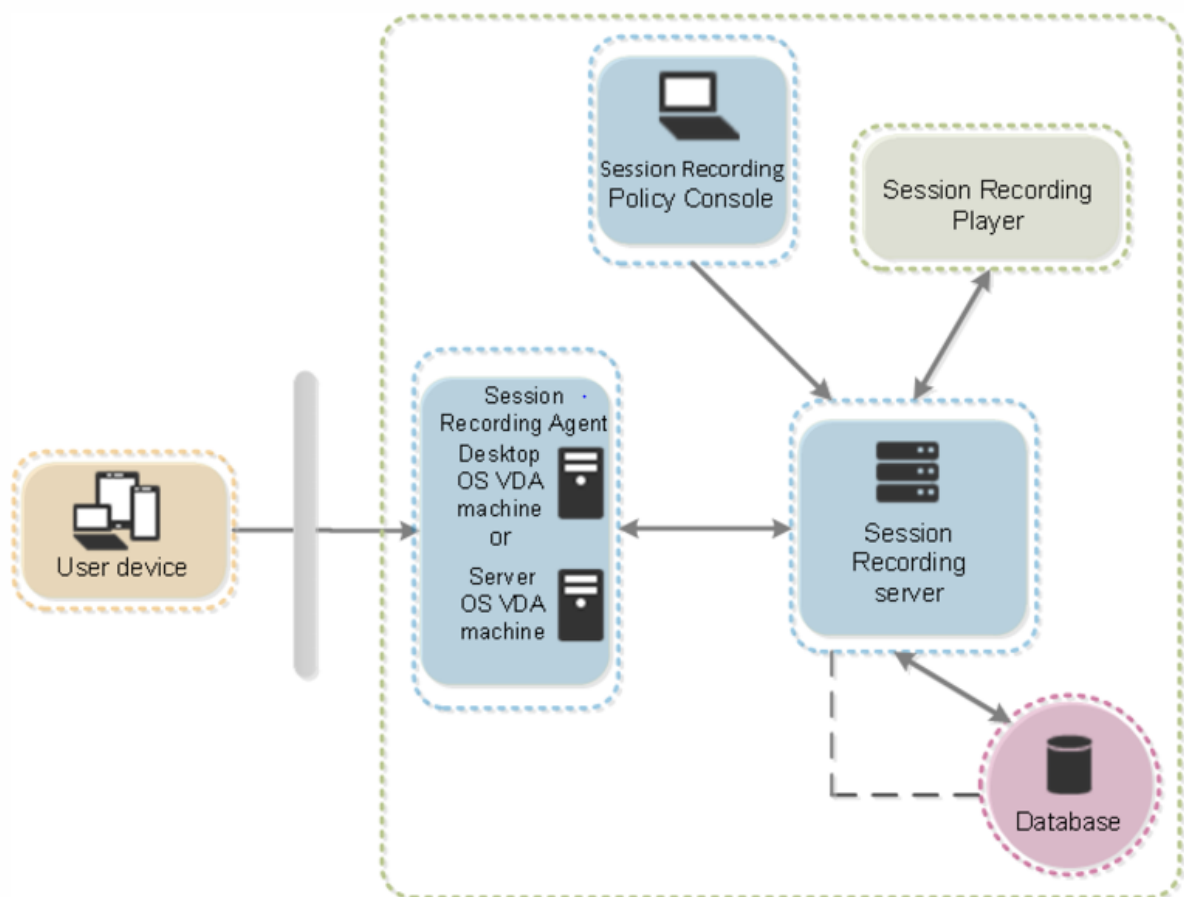 Session Recording
Policy Console
Session Recording
Player
Session
Recording Agent
Desktop
OS VDA
machine
or
Server
OS VDA
machine
User device
Session
Recording
server
Database